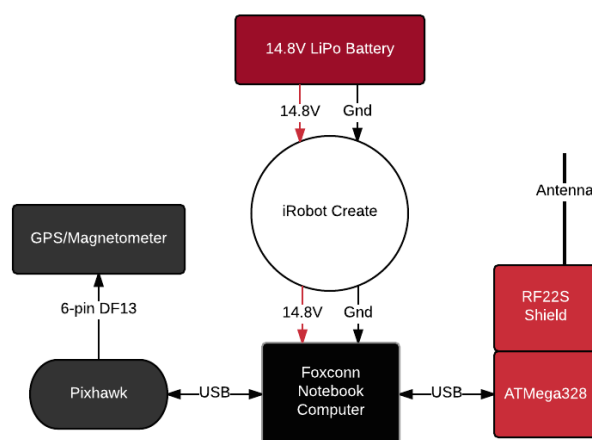 14.8V LiPo Battery
14.8V
Gnd
iRobot Create
Antenna
GPS/Magnetometer
6-pin DF13
14.8V
Gnd
RF22S
Shield
Pixhawk
USB
Foxconn
Notebook
Computer
USB
ATMega328